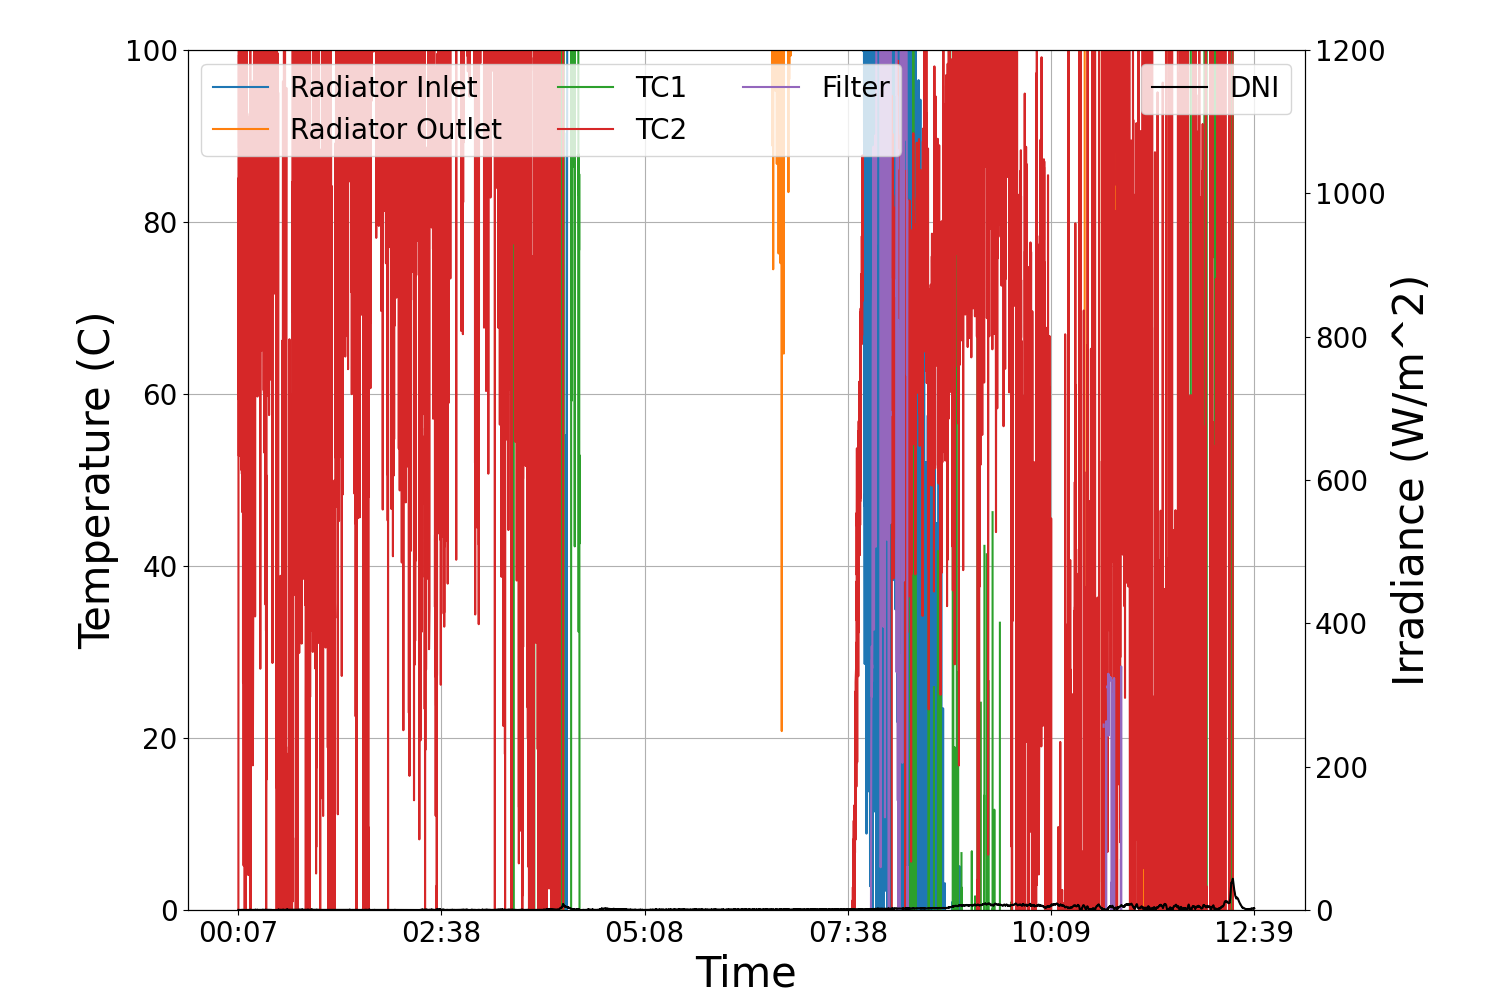 100
80
60
40
20
0
Temperature (C)
1200
1000
800
600
400
200
0
Irradiance (W/m^2)
Radiator Inlet
Radiator Outlet
TC1
TC2
Filter
DNI
00:07 02:38 05:08 07:38 10:09 12:39
Time